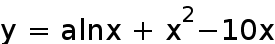 y = alnx + x²−10x